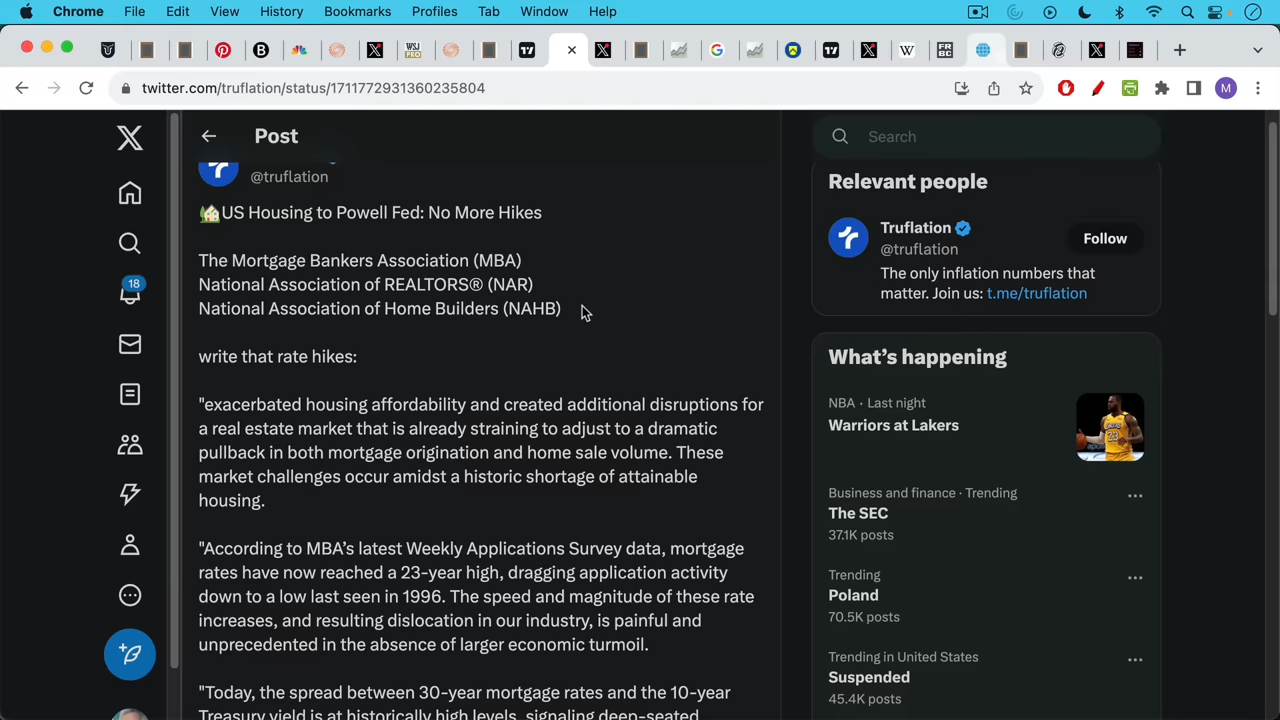 Chrome File Edit View History Bookmarks Profiles Tab Window Help
twitter.com/truflation/status/1711772931360235804
M
Post
Search
@truflation
US Housing to Powell Fed: No More Hikes
The Mortgage Bankers Association (MBA)
National Association of REALTORS® (NAR)
National Association of Home Builders (NAHB)
write that rate hikes:
"exacerbated housing affordability and created additional disruptions for
a real estate market that is already straining to adjust to a dramatic
pullback in both mortgage origination and home sale volume. These
market challenges occur amidst a historic shortage of attainable
housing.
"According to MBA’s latest Weekly Applications Survey data, mortgage
rates have now reached a 23-year high, dragging application activity
down to a low last seen in 1996. The speed and magnitude of these rate
increases, and resulting dislocation in our industry, is painful and
unprecedented in the absence of larger economic turmoil.
"Today, the spread between 30-year mortgage rates and the 10-year
Treasury yield is at historically high levels, signaling deep-seated
18
Relevant people
Truflation
@truflation
Follow
The only inflation numbers that
matter. Join us: t.me/truflation
What’s happening
NBA · Last night
Warriors at Lakers
Business and finance · Trending
The SEC
37.1K posts
Trending
Poland
70.5K posts
Trending in United States
Suspended
45.4K posts